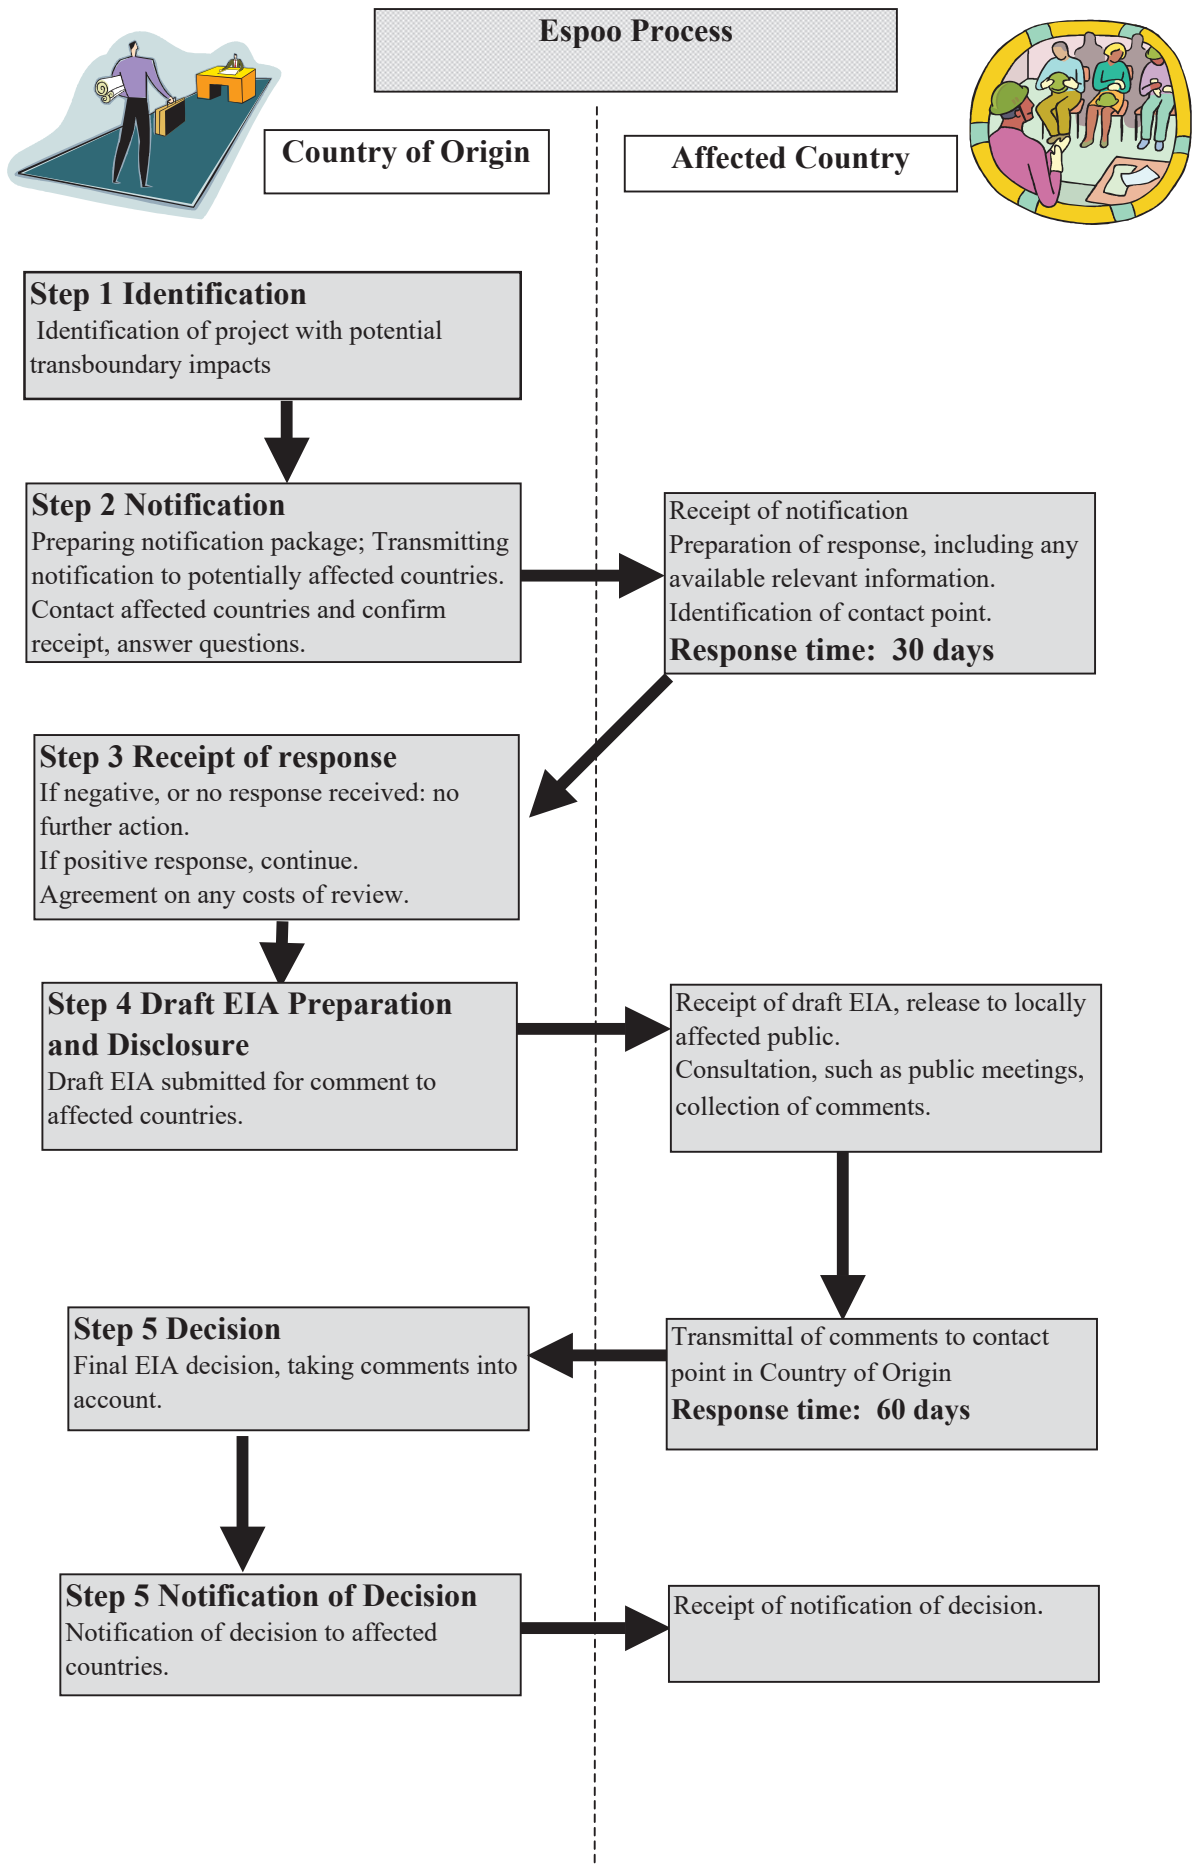 Espoo Process
Country of Origin
Affected Country
Step 1 Identification
Identification of project with potential
transboundary impacts
Step 2 Notification
Preparing notification package; Transmitting
notification to potentially affected countries.
Contact affected countries and confirm
receipt, answer questions.
Receipt of notification
Preparation of response, including any
available relevant information.
Identification of contact point.
Response time: 30 days
Step 3 Receipt of response
If negative, or no response received: no
further action.
If positive response, continue.
Agreement on any costs of review.
Step 4 Draft EIA Preparation
and Disclosure
Draft EIA submitted for comment to
affected countries.
Receipt of draft EIA, release to locally
affected public.
Consultation, such as public meetings,
collection of comments.
Transmittal of comments to contact
point in Country of Origin
Response time: 60 days
Step 5 Decision
Final EIA decision, taking comments into
account.
Step 5 Notification of Decision
Notification of decision to affected
countries.
Receipt of notification of decision.